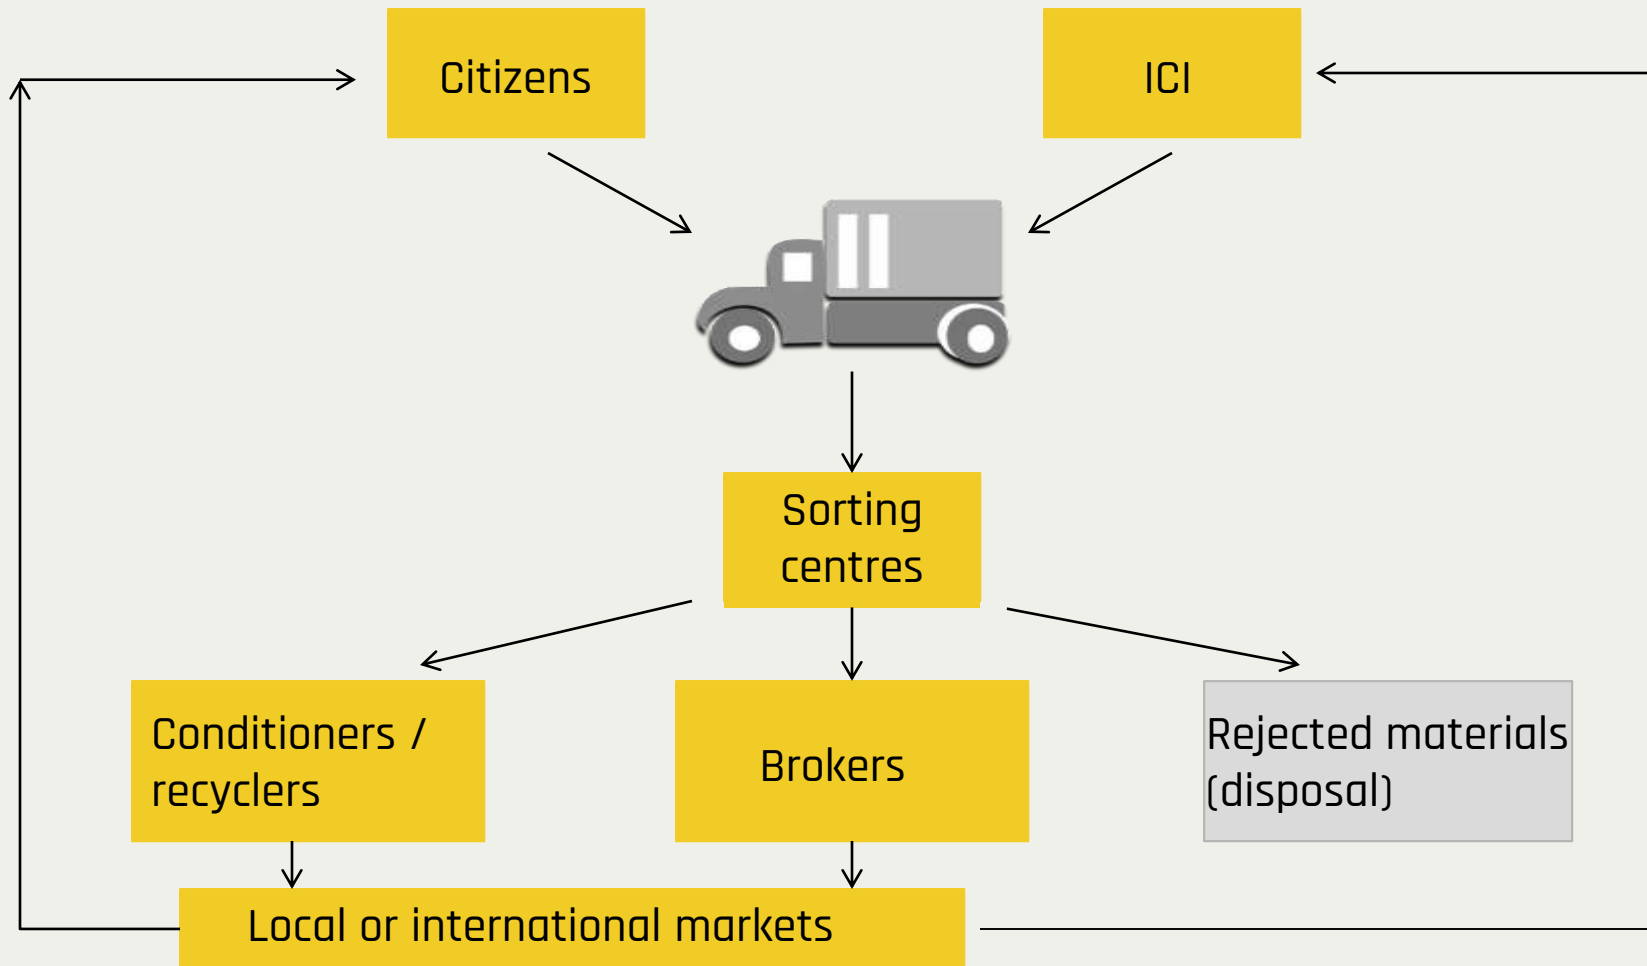 Citizens
ICI
Sorting
centres
Conditioners /
recyclers
Brokers
Rejected materials
(disposal)
Local or international markets